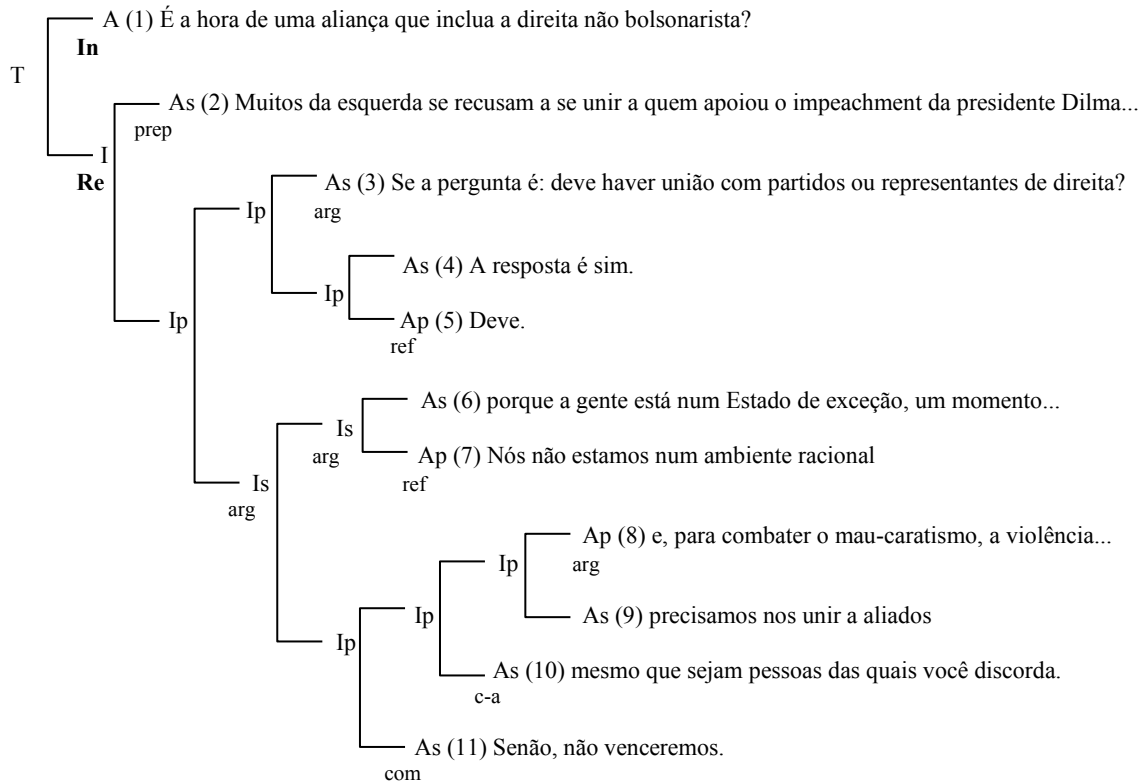 A (1) É a hora de uma aliança que inclua a direita não bolsonarista?
In
T
As (2) Muitos da esquerda se recusam a se unir a quem apoiou o impeachment da presidente Dilma...
prep
I
Re
As (3) Se a pergunta é: deve haver união com partidos ou representantes de direita?
arg
Ip
As (4) A resposta é sim.
Ip
Ap (5) Deve.
ref
Ip
As (6) porque a gente está num Estado de exceção, um momento...
Is
arg
Ap (7) Nós não estamos num ambiente racional
ref
Is
arg
Ap (8) e, para combater o mau-caratismo, a violência...
arg
Ip
As (9) precisamos nos unir a aliados
Ip
Ip
As (10) mesmo que sejam pessoas das quais você discorda.
c-a
As (11) Senão, não venceremos.
com